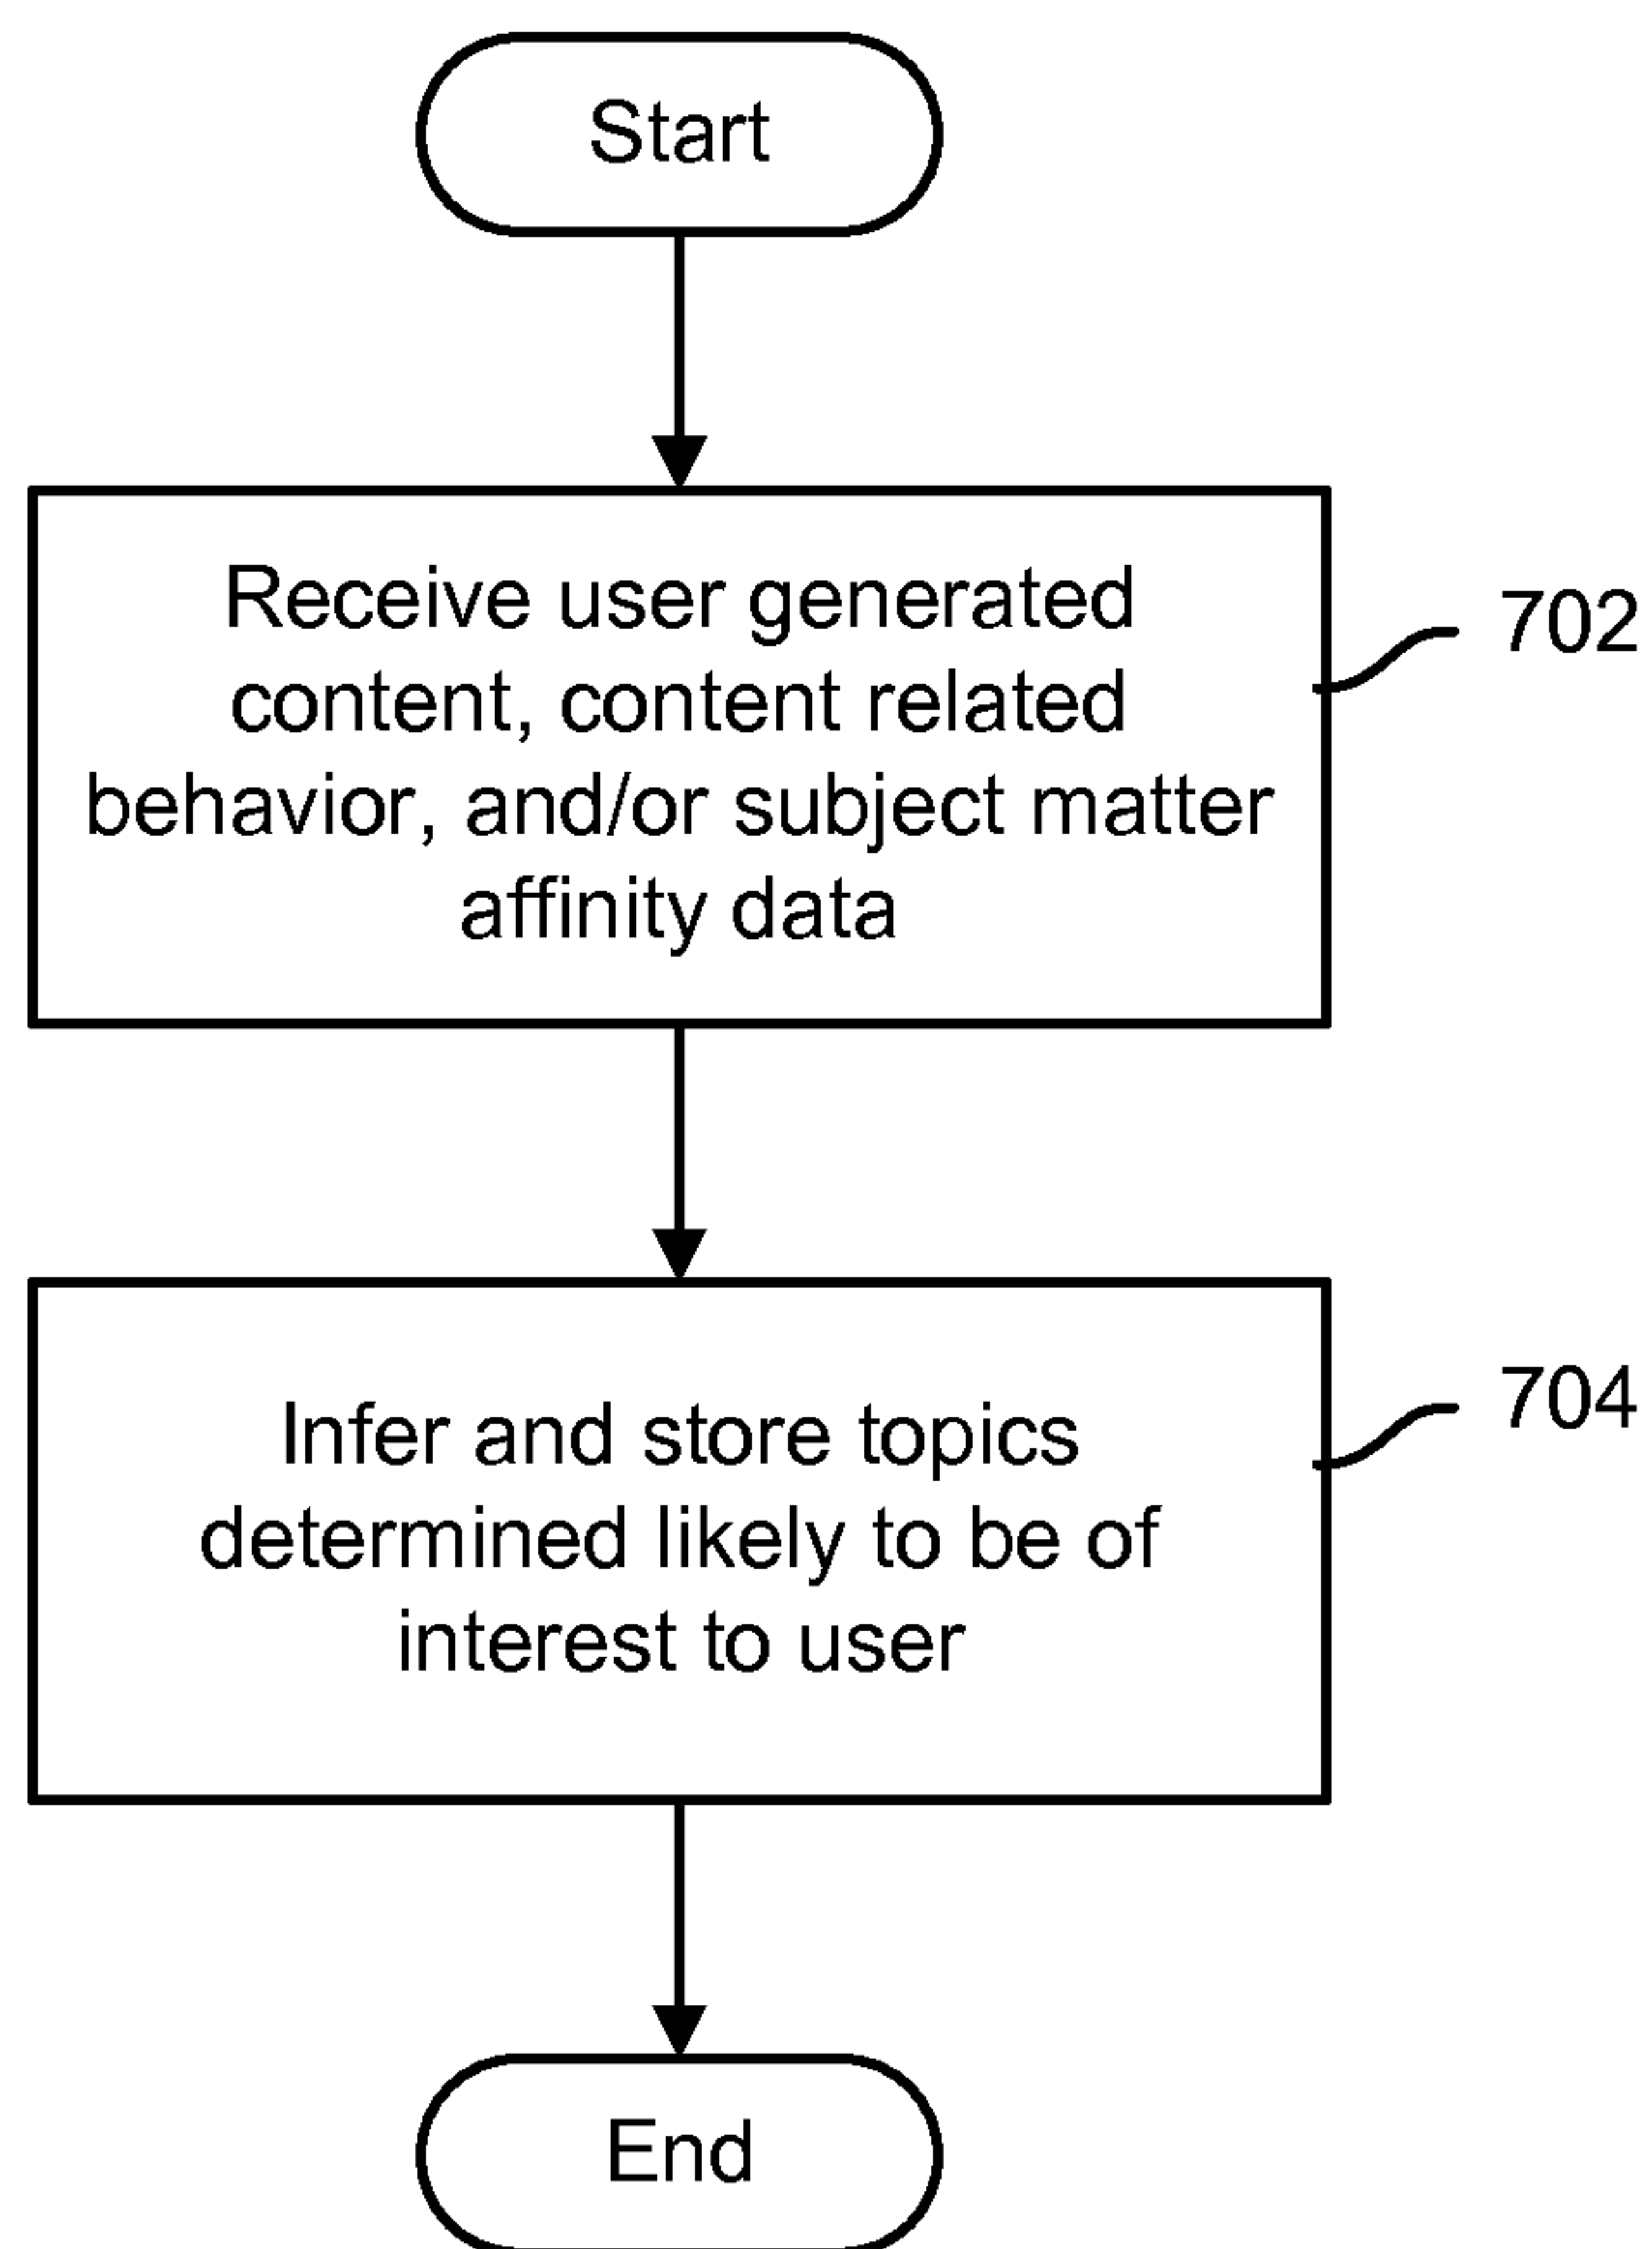 Start
Receive user generated
content, content related
behavior, and/or subject matter
affinity data
702
Infer and store topics
determined likely to be of
interest to user
704
End